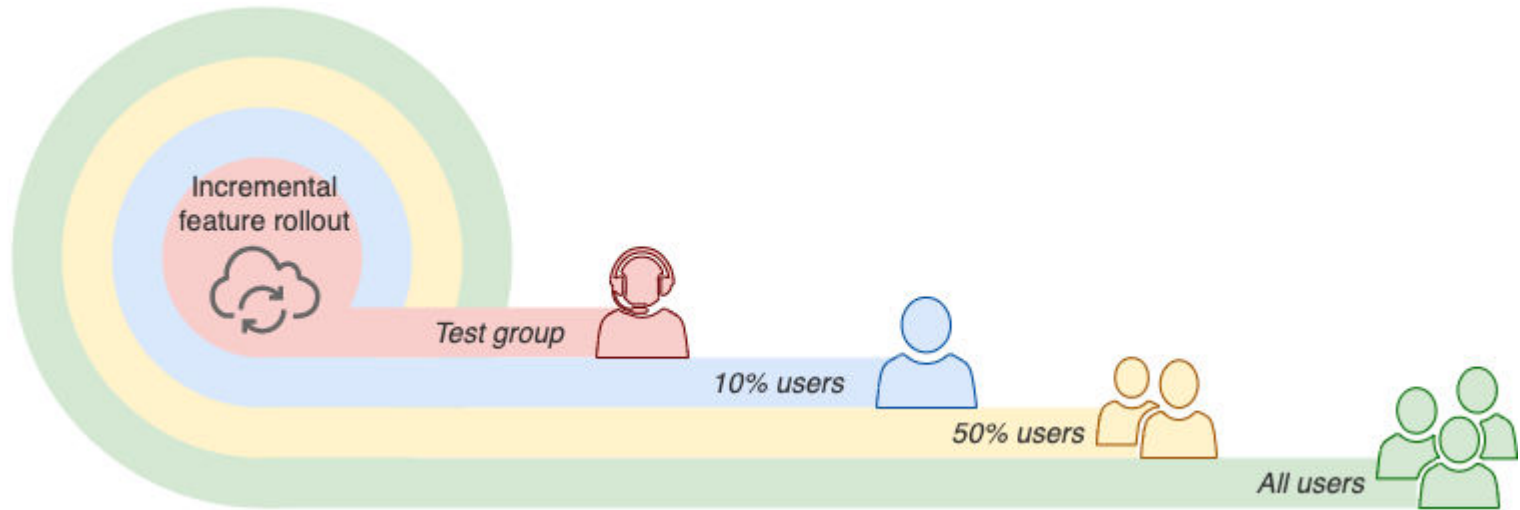 Incremental
feature rollout
Test group
10% users
50% users
All users